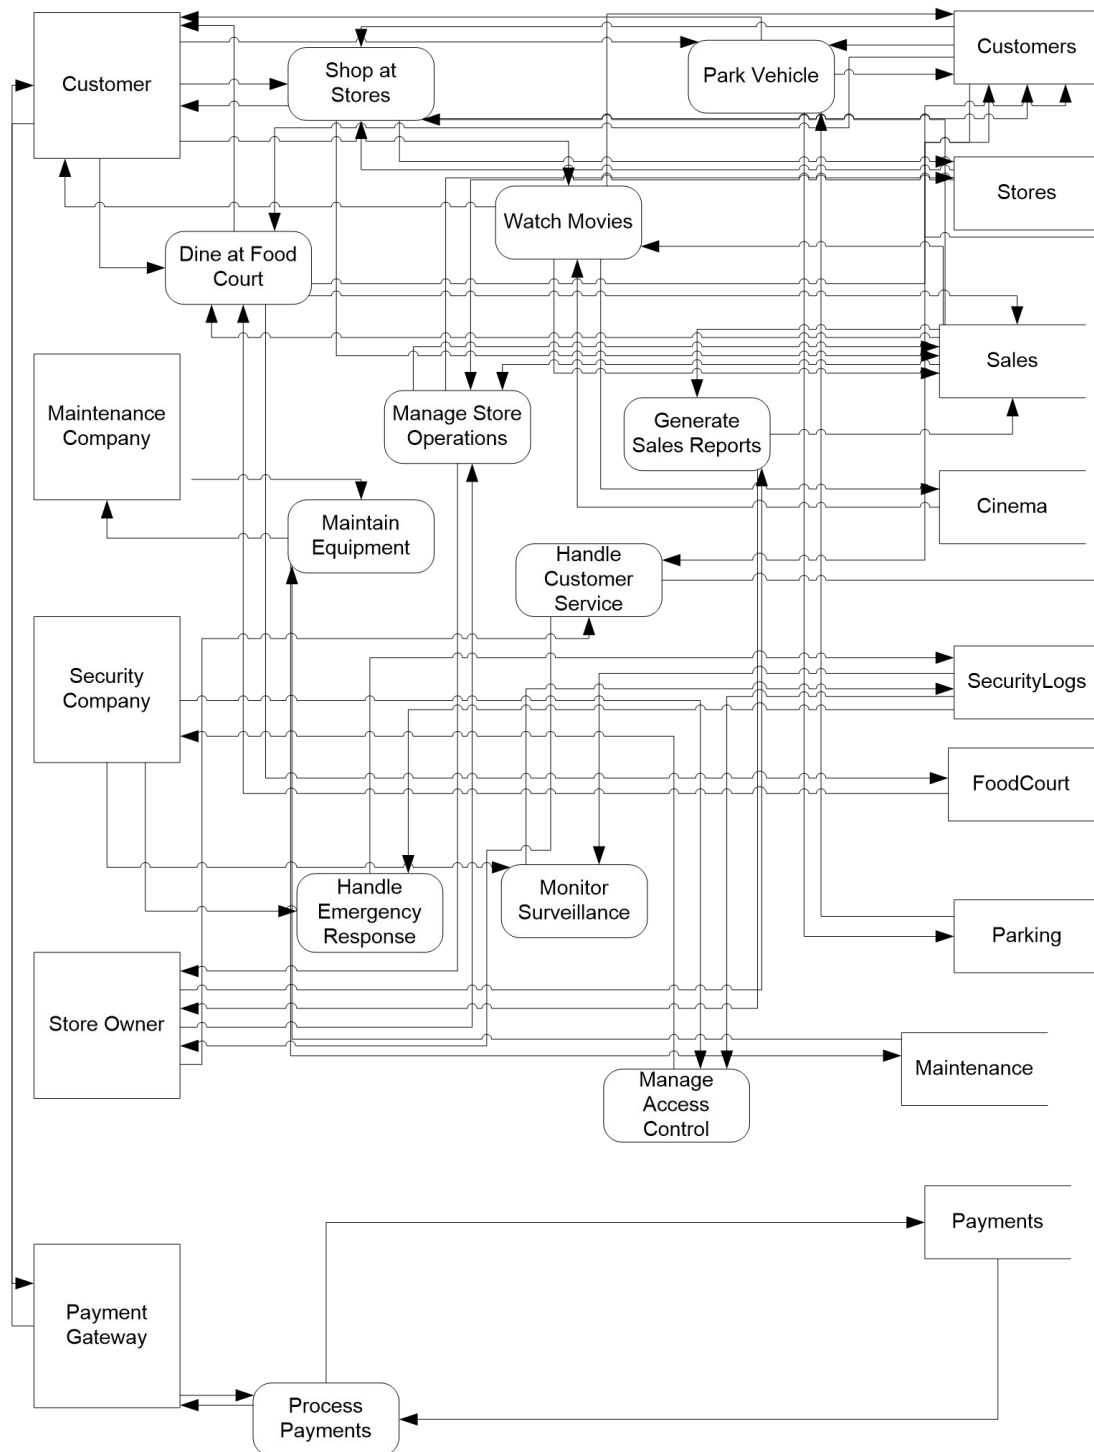 Customer
Shop at
Stores
Park Vehicle
Customers
Stores
Watch Movies
Dine at Food
Court
Sales
Maintenance
Company
Manage Store
Operations
Generate
Sales Reports
Cinema
Maintain
Equipment
Handle
Customer
Service
Security
Company
SecurityLogs
FoodCourt
Handle
Emergency
Response
Monitor
Surveillance
Parking
Store Owner
Maintenance
Manage
Access
Control
Payments
Payment
Gateway
Process
Payments